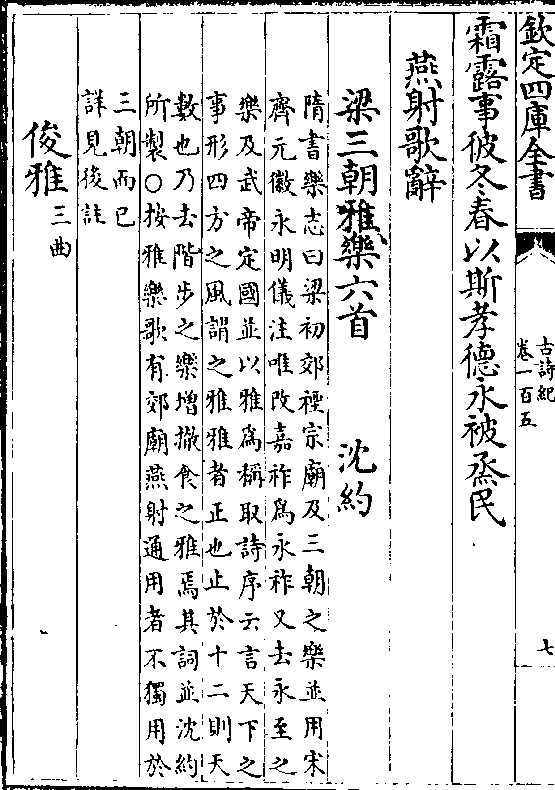 欽定四庫全書
古詩紀
卷一百五
七
霜露事彼冬春以斯孝德永被烝民
燕射歌辭
梁三朝雅樂六首 沈約
隋書樂志曰梁初郊禋宗廟及三朝之樂並用宋
齊元徽永明儀注唯改嘉祚為永祚又去永至之
樂及武帝定國並以雅為稱取詩序云言天下之
事形四方之風謂之雅雅者正也止於十二則天
數也乃去階步之樂增撤食之雅焉其詞並沈約
所製○按雅樂歌有郊廟燕射通用者不獨用於
三朝而已
詳見後註
俊雅三曲